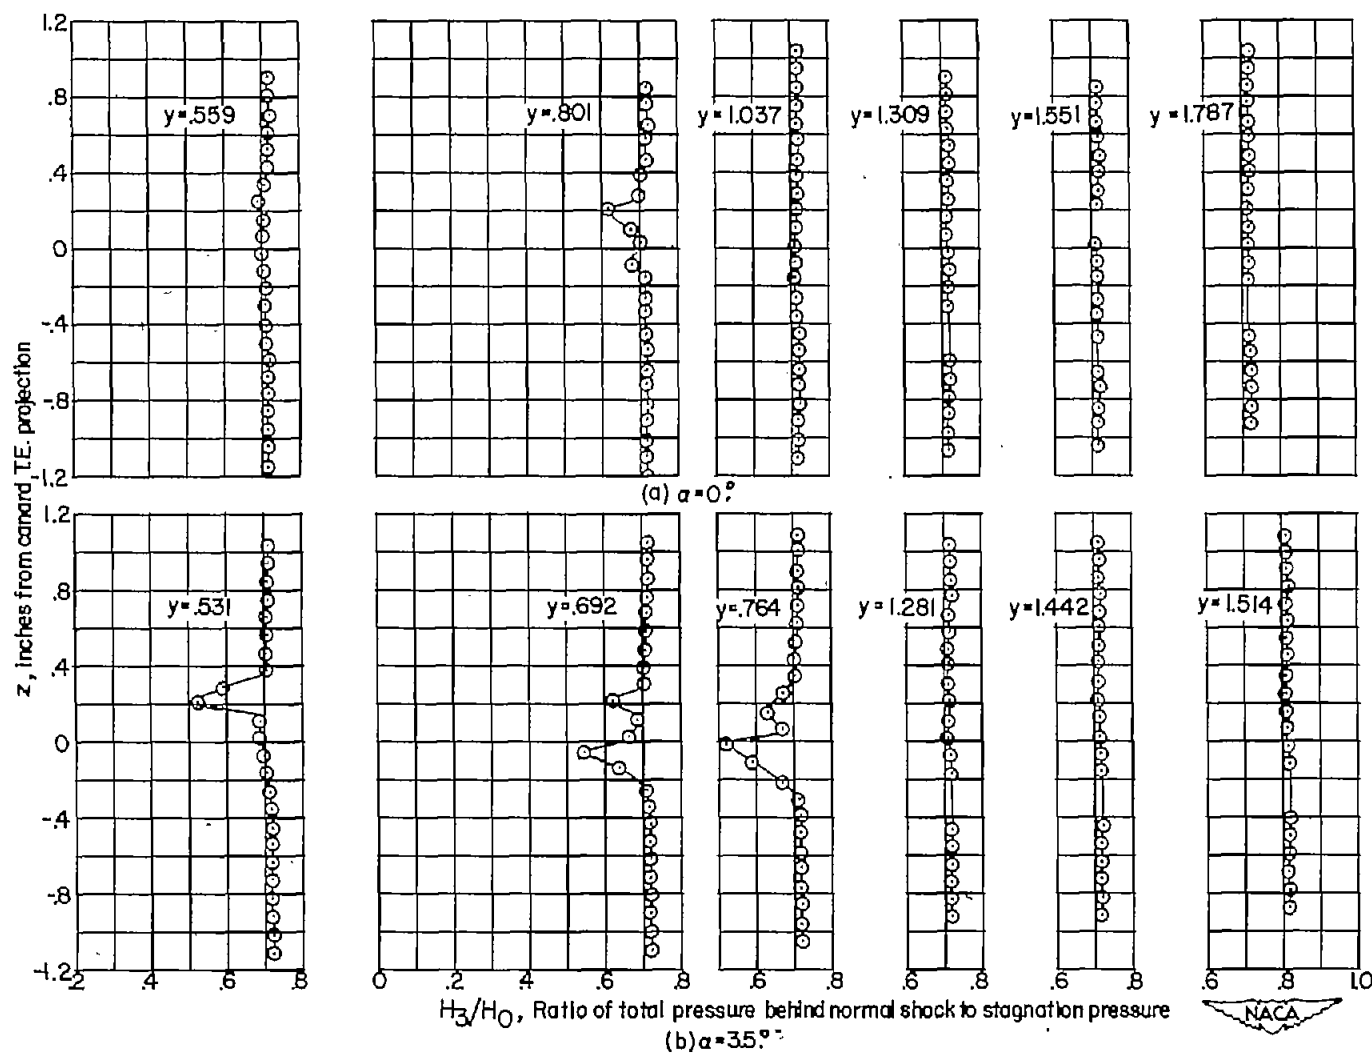 1.2
.8
.4
0
-.4
-.8
-1.2
y=.559
y=.801
y=1.037
y=1.309
y=1.551
y=1.787
(a) α=0°.
z, inches from canard T.E. projection
1.2
.8
.4
0
-.4
-.8
-1.2
y=.531
y=.692
y=.764
y=1.281
y=1.442
y=1.514
.2 .4 .6 .8
0 .2 .4 .6 .8
.6 .8
.6 .8
.6 .8
.6 .8 1.0
H3/H0, Ratio of total pressure behind normal shock to stagnation pressure
(b) α=3.5°.
NACA